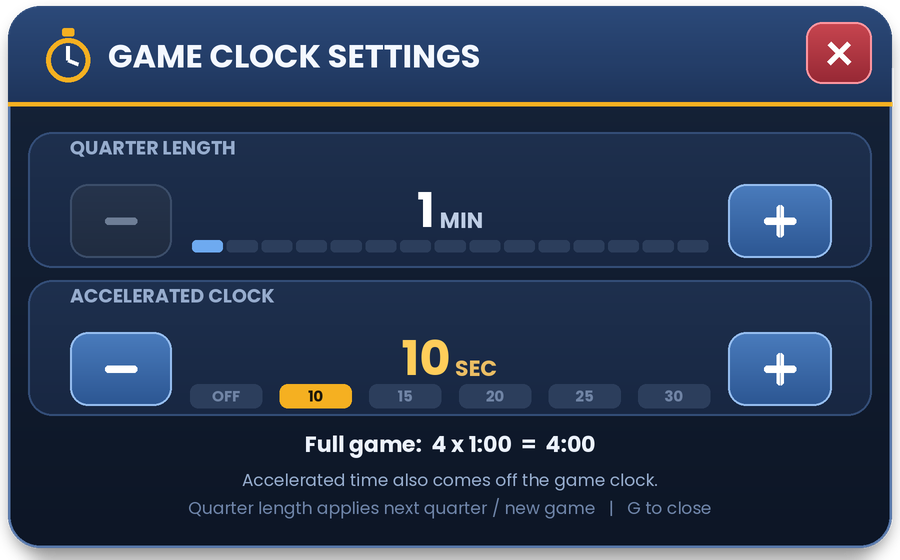 GAME CLOCK SETTINGS
QUARTER LENGTH
1 MIN
ACCELERATED CLOCK
10 SEC
OFF 10 15 20 25 30
Full game: 4 x 1:00 = 4:00
Accelerated time also comes off the game clock.
Quarter length applies next quarter / new game | G to close